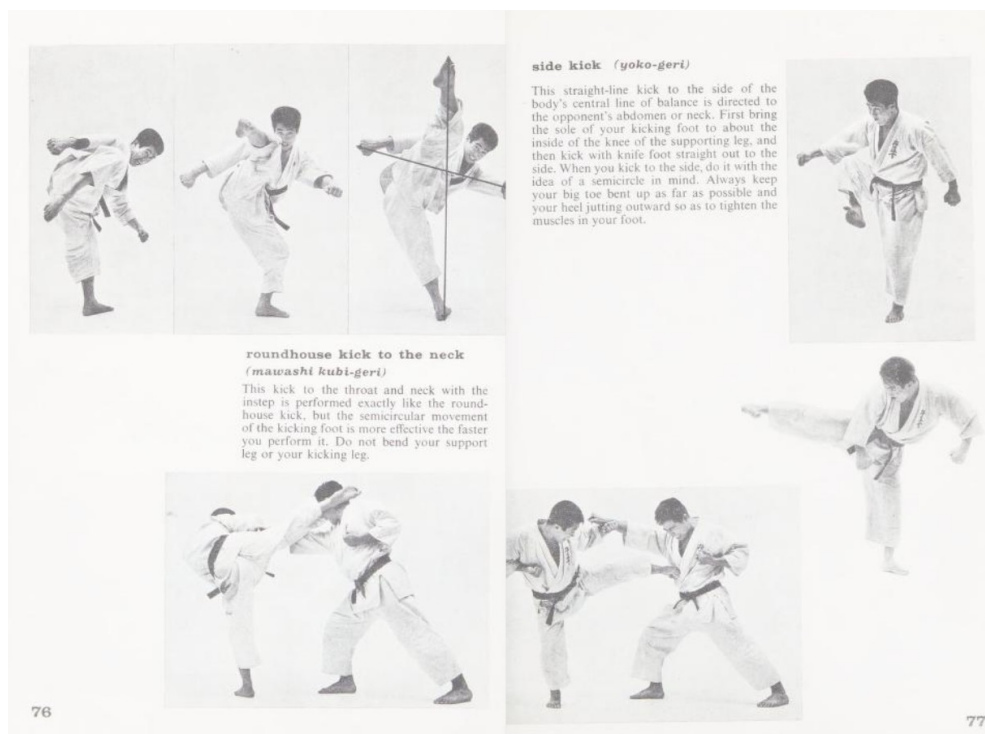 roundhouse kick to the neck
(mawashi kubi-geri)
This kick to the throat and neck with the
instep is performed exactly like the round-
house kick, but the semicircular movement
of the kicking foot is more effective the faster
you perform it. Do not bend your support
leg or your kicking leg.
76
side kick (yoko-geri)
This straight-line kick to the side of the
body's central line of balance is directed to
the opponent's abdomen or neck. First bring
the sole of your kicking foot to about the
inside of the knee of the supporting leg, and
then kick with knife foot straight out to the
side. When you kick to the side, do it with the
idea of a semicircle in mind. Always keep
your big toe bent up as far as possible and
your heel jutting outward so as to tighten the
muscles in your foot.
77